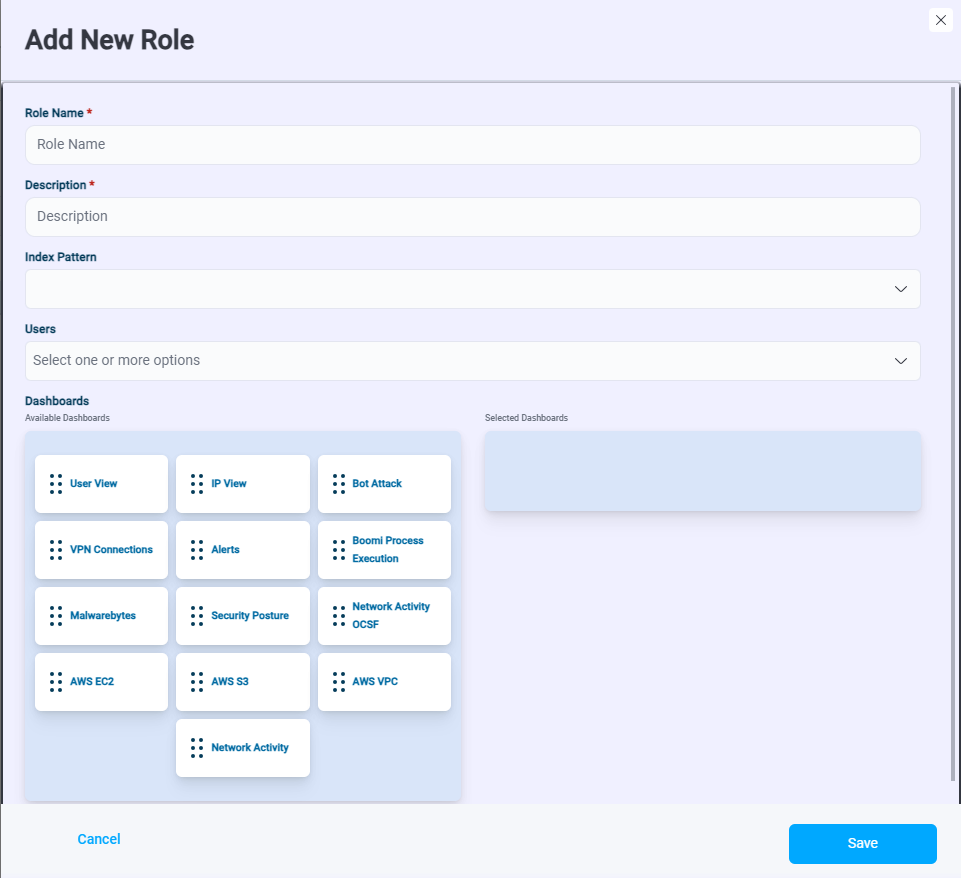 Add New Role
Role Name *
Role Name
Description *
Description
Index Pattern
Users
Select one or more options
Dashboards
Available Dashboards
Selected Dashboards
User View
IP View
Bot Attack
VPN Connections
Alerts
Boomi Process
Execution
Malwarebytes
Security Posture
Network Activity
OCSF
AWS EC2
AWS S3
AWS VPC
Network Activity
Cancel
Save